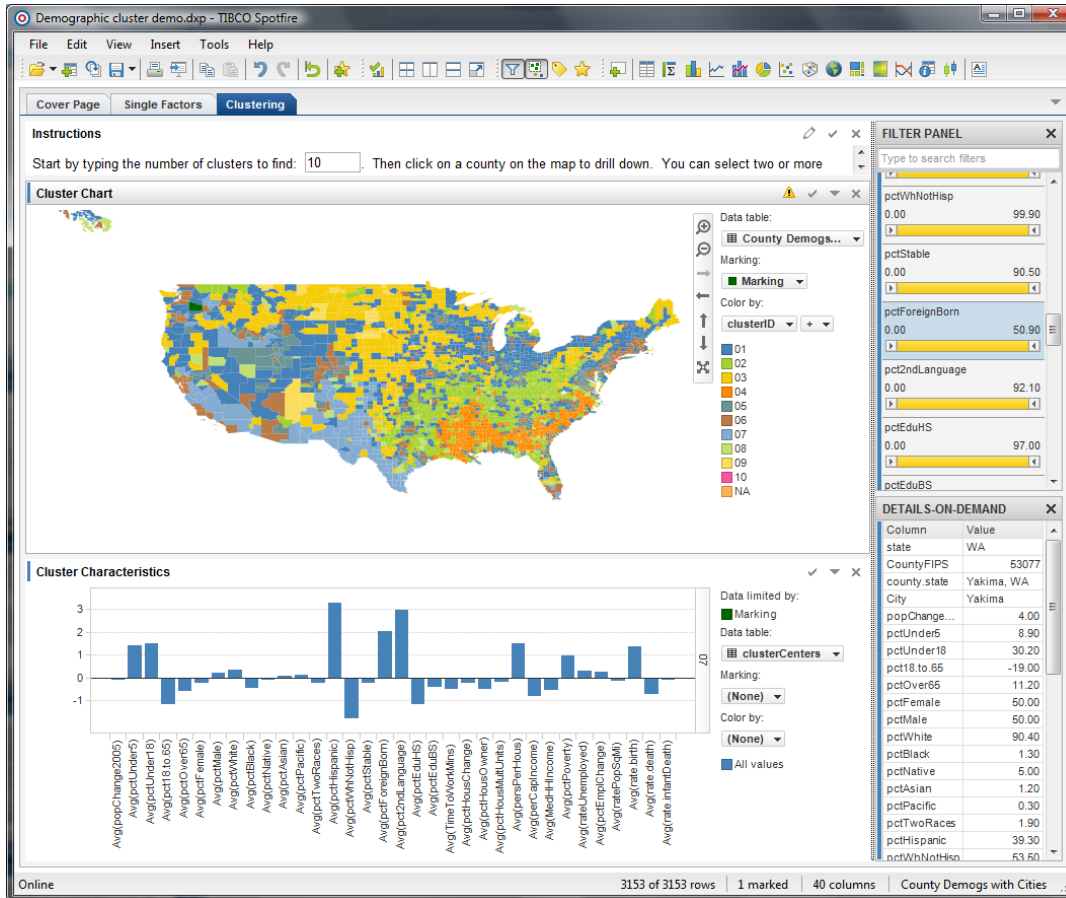 Demographic cluster demo.dxp - TIBCO Spotfire
File Edit View Insert Tools Help
Cover Page Single Factors Clustering
Instructions
Start by typing the number of clusters to find: 10 . Then click on a county on the map to drill down. You can select two or more
Cluster Chart
Data table:
County Demogs...
Marking:
Marking
Color by:
clusterID +
01
02
03
04
05
06
07
08
09
10
NA
Cluster Characteristics
3
2
1
0
-1
07
Avg(popChange2005)
Avg(pctUnder5)
Avg(pctUnder18)
Avg(pct18.to.65)
Avg(pctOver65)
Avg(pctFemale)
Avg(pctMale)
Avg(pctWhite)
Avg(pctBlack)
Avg(pctNative)
Avg(pctAsian)
Avg(pctPacific)
Avg(pctTwoRaces)
Avg(pctHispanic)
Avg(pctWhNotHisp)
Avg(pctStable)
Avg(pctForeignBorn)
Avg(pct2ndLanguage)
Avg(pctEduHS)
Avg(pctEduBS)
Avg(TimeToWorkMins)
Avg(pctHousChange)
Avg(pctHousOwner)
Avg(pctHousMultUnits)
Avg(persPerHous)
Avg(perCapIncome)
Avg(MedHHIncome)
Avg(pctPoverty)
Avg(rateUnemployed)
Avg(pctEmplChange)
Avg(ratePopSqMi)
Avg(rate.birth)
Avg(rate.death)
Avg(rate.infantDeath)
Data limited by:
Marking
Data table:
clusterCenters
Marking:
(None)
Color by:
(None)
All values
FILTER PANEL
Type to search filters
pctWhNotHisp
0.00 99.90
pctStable
0.00 90.50
pctForeignBorn
0.00 50.90
pct2ndLanguage
0.00 92.10
pctEduHS
0.00 97.00
pctEduBS
DETAILS-ON-DEMAND
Column Value
state WA
CountyFIPS 53077
county.state Yakima, WA
City Yakima
popChange... 4.00
pctUnder5 8.90
pctUnder18 30.20
pct18.to.65 -19.00
pctOver65 11.20
pctFemale 50.00
pctMale 50.00
pctWhite 90.40
pctBlack 1.30
pctNative 5.00
pctAsian 1.20
pctPacific 0.30
pctTwoRaces 1.90
pctHispanic 39.30
pctWhNotHisp 53.50
Online
3153 of 3153 rows 1 marked 40 columns County Demogs with Cities